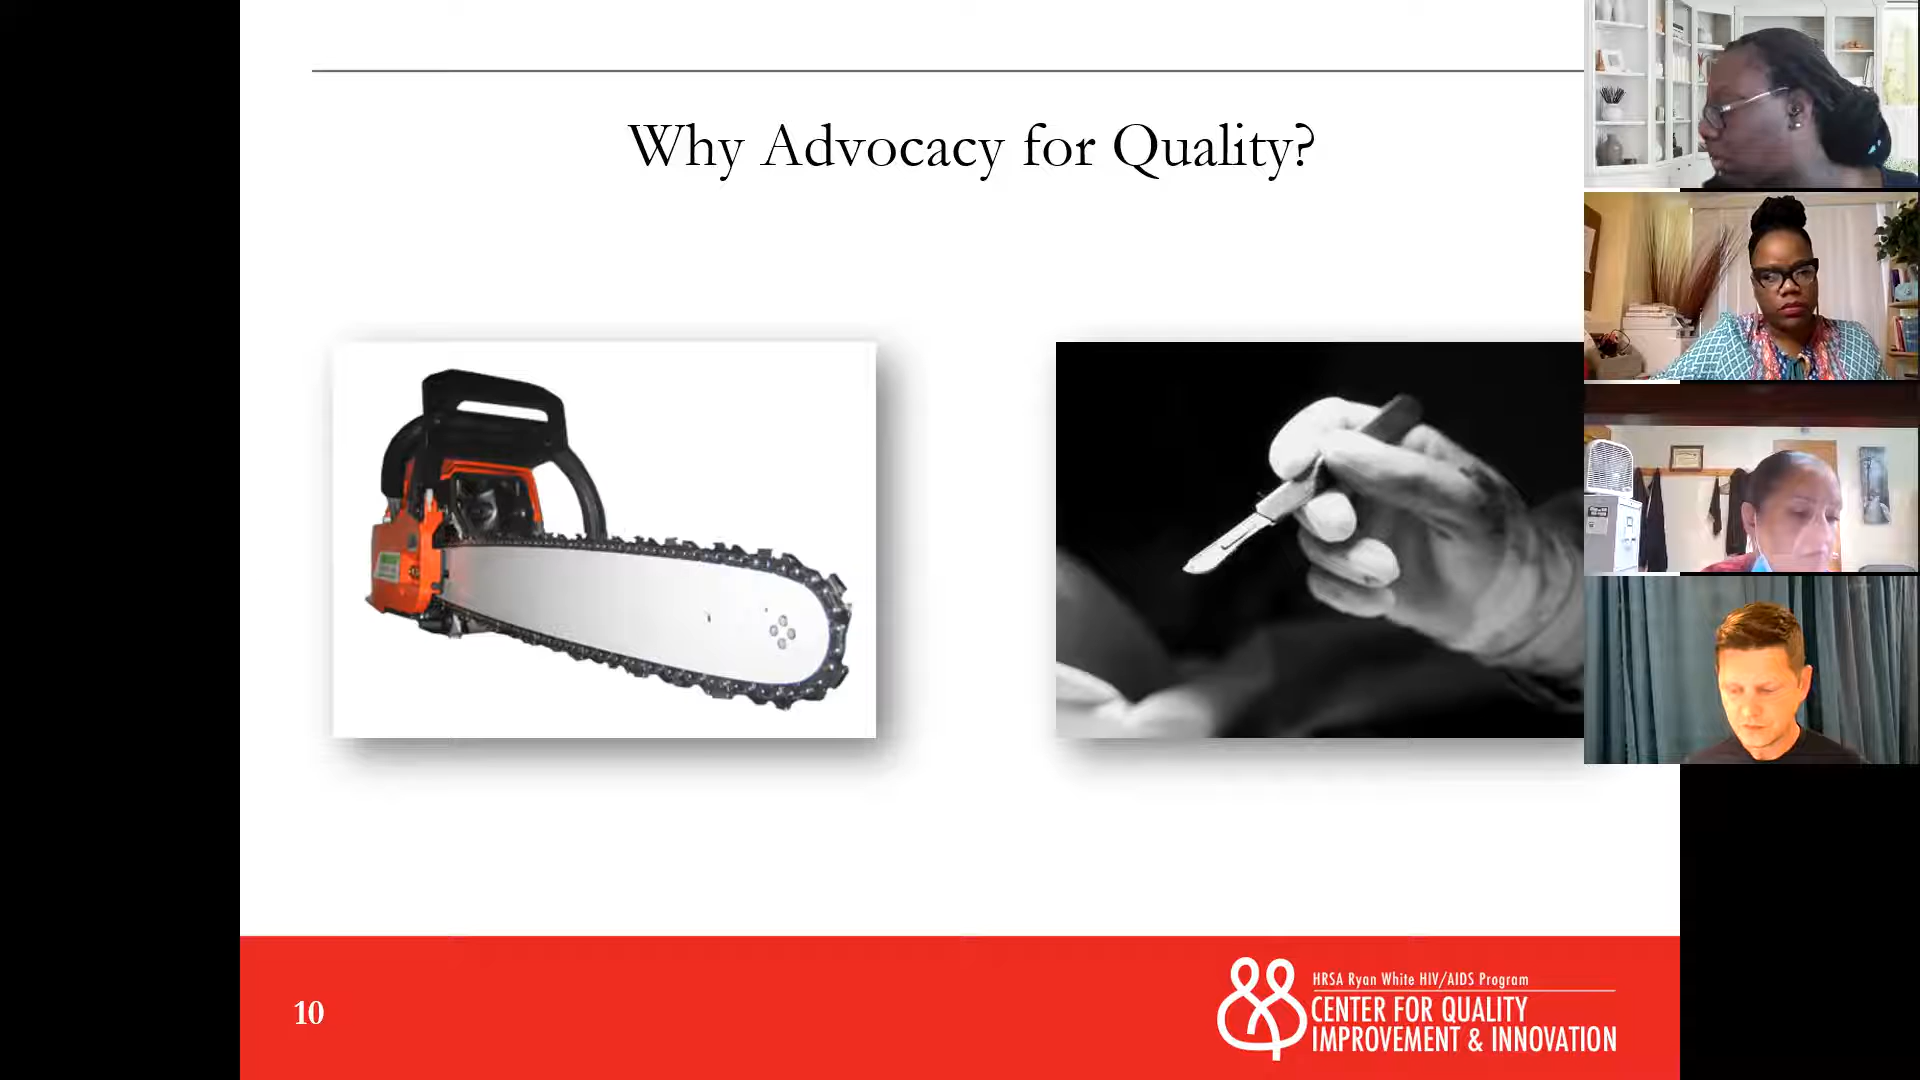 Why Advocacy for Quality?
10
HRSA Ryan White HIV/AIDS Program
CENTER FOR QUALITY
IMPROVEMENT & INNOVATION